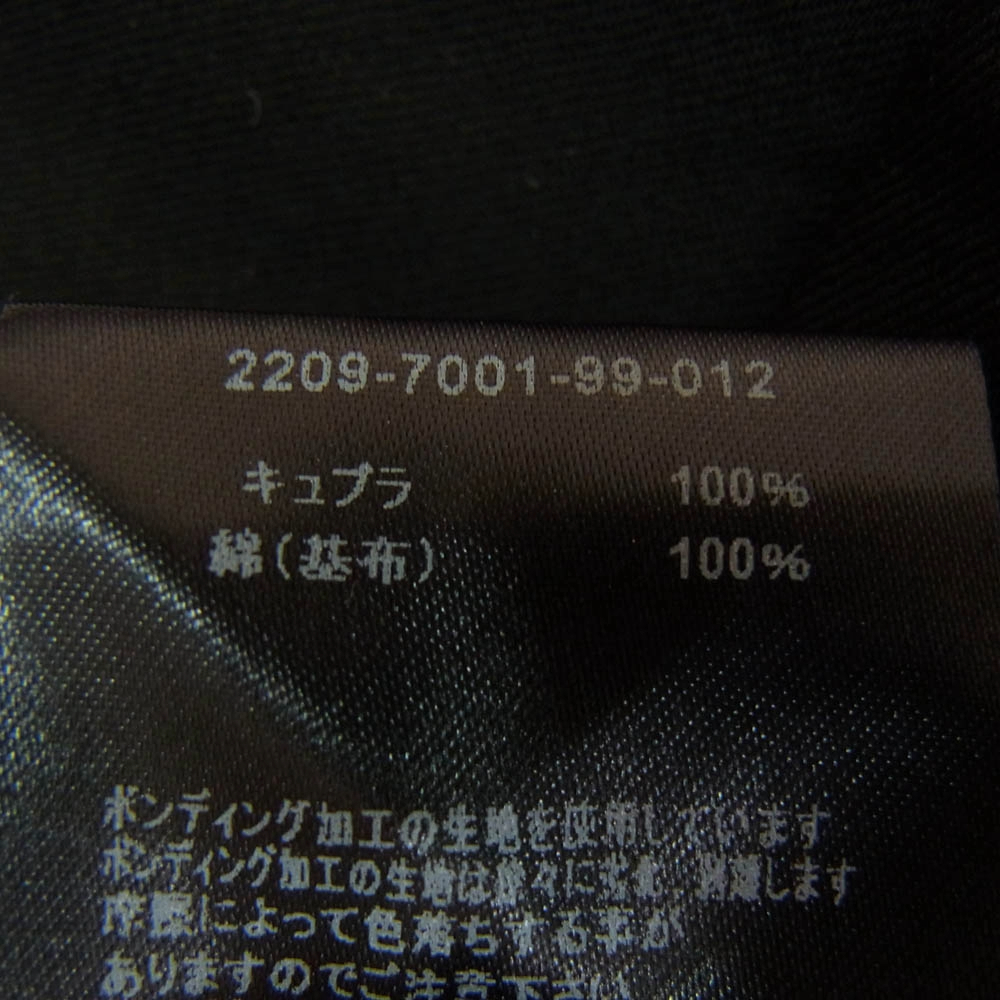 2209-7001-99-012
キュプラ 100%
綿(基布) 100%
ボンディング加工の生地を使用しています
ボンディング加工の生地は徐々に劣化、剥離します
摩擦によって色落ちする事が
ありますのでご注意下さい